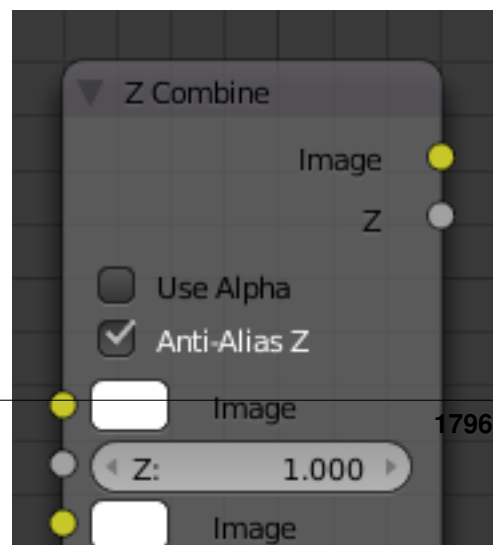 Z Combine
Image
Z
Use Alpha
Anti-Alias Z
Image
1796
Z: 1.000
Image